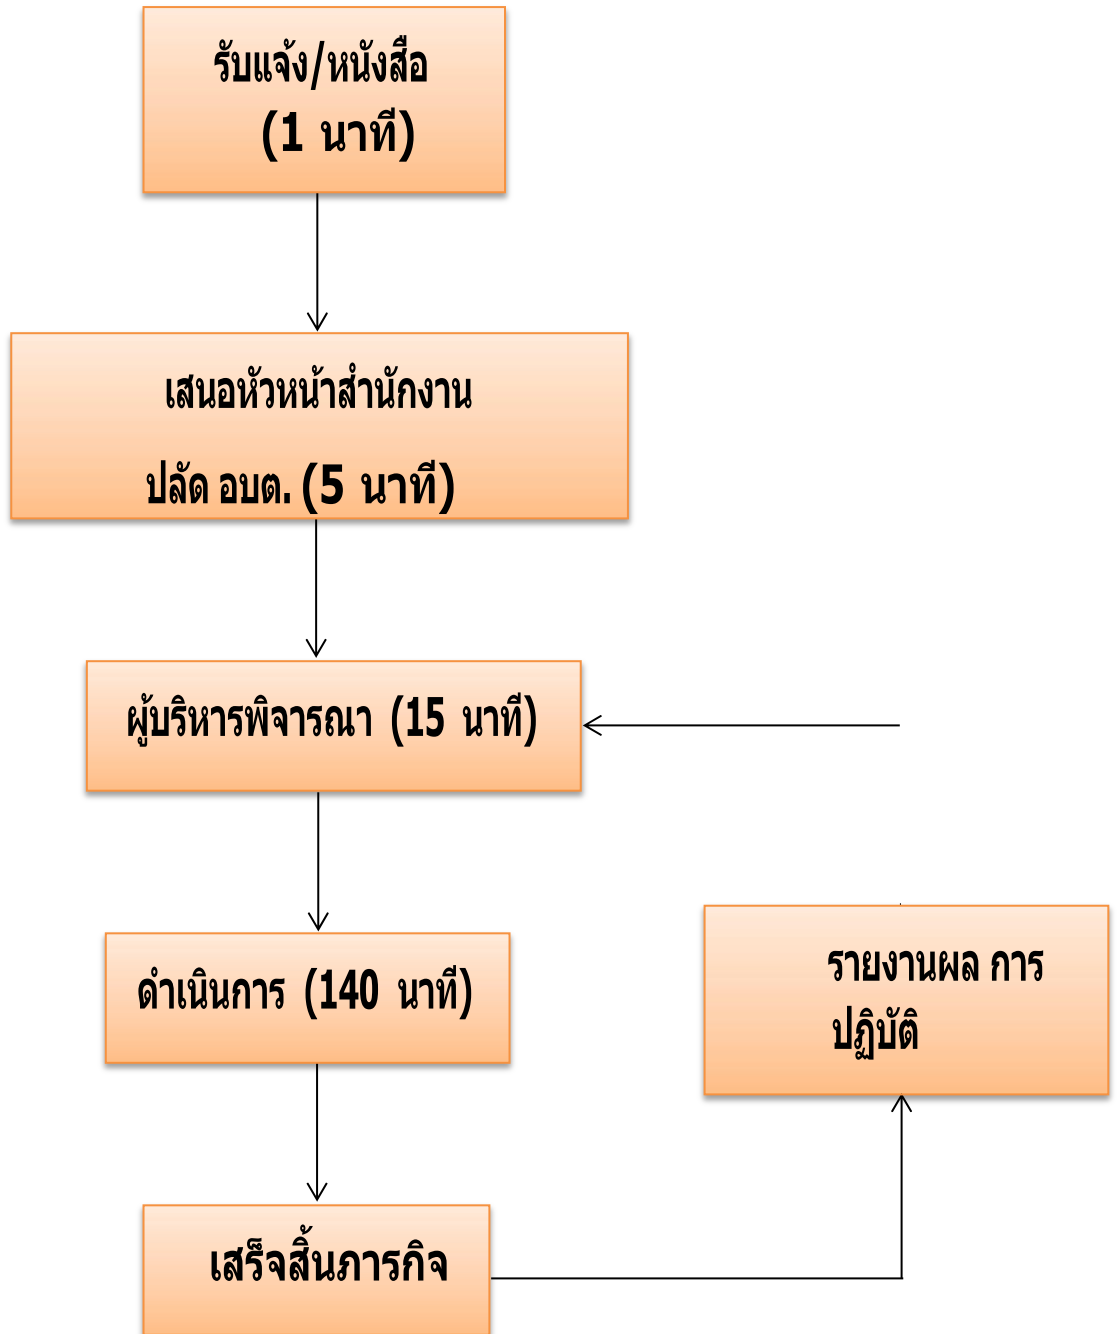 รับแจ้ง/หนังสือ
(1 นาที)
เสนอหัวหน้าสำนักงาน
ปลัด อบต. (5 นาที)
ผู้บริหารพิจารณา (15 นาที)
ดำเนินการ (140 นาที)
รายงานผล การ
ปฏิบัติ
เสร็จสิ้นภารกิจ